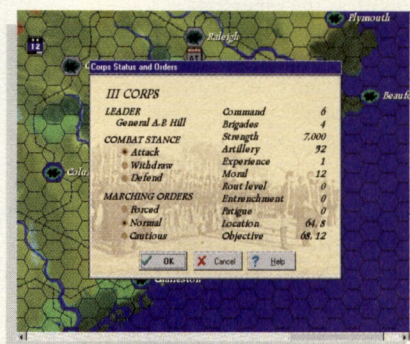 Plymouth
Raleigh
12
Corps Status and Orders
III CORPS
LEADER
General A.P. Hill
COMBAT STANCE
Attack
Withdraw
Defend
MARCHING ORDERS
Forced
Normal
Cautious
Command 6
Brigades 4
Strength 7,000
Artillery 32
Experience 1
Moral 12
Rout level 0
Entrenchment 0
Fatigue 0
Location 64, 8
Objective 68, 12
Beauf
Colu
OK
Cancel
? Help